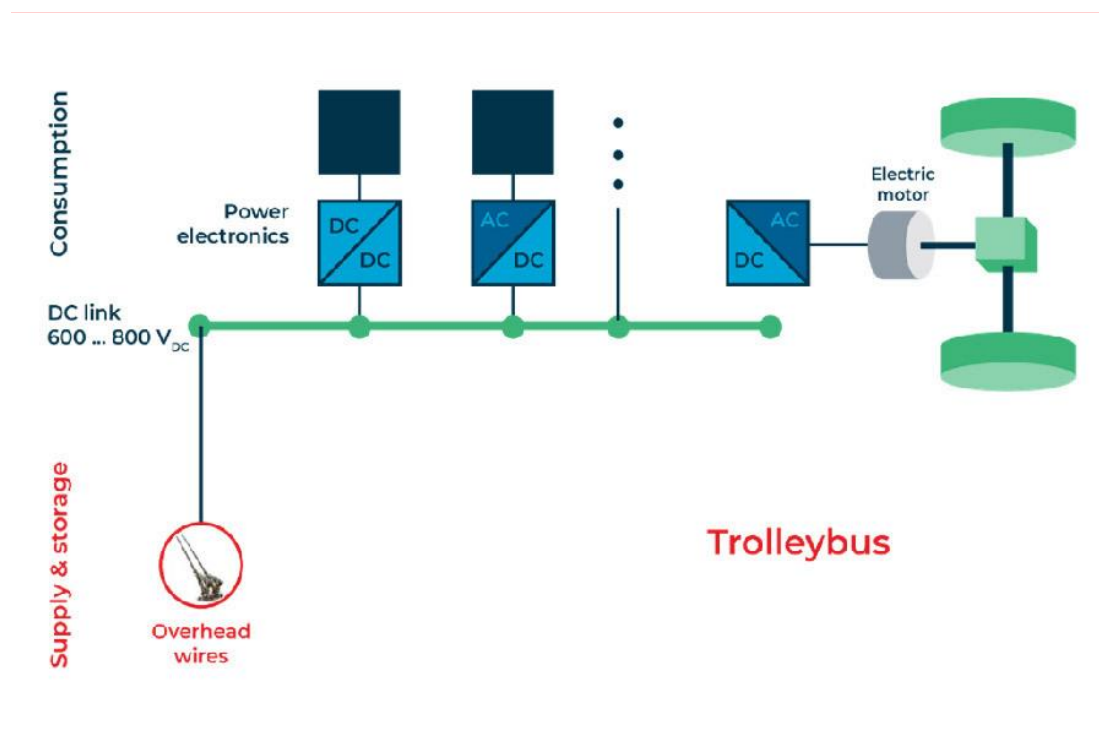 Consumption
Power
electronics
DC
DC
AC
DC
AC
DC
Electric
motor
DC link
600 ... 800 V_DC
Supply & storage
Overhead
wires
Trolleybus